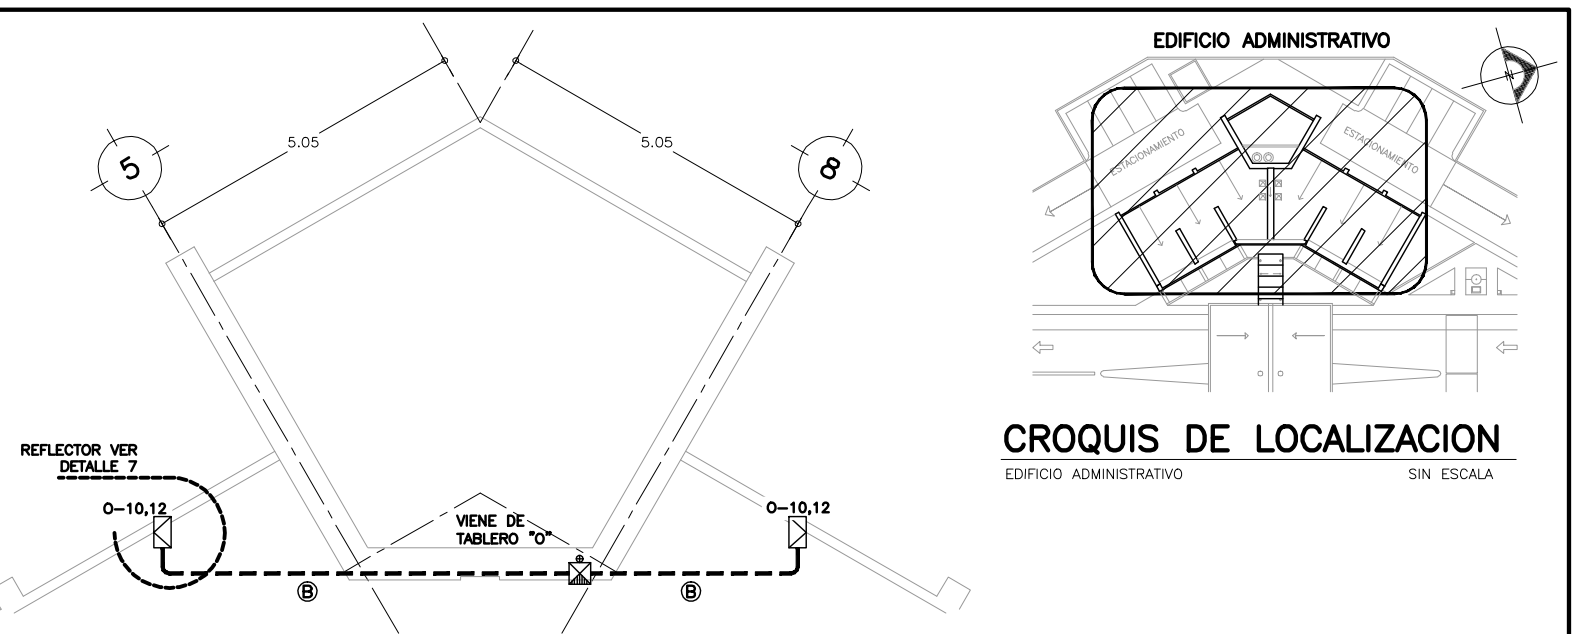 5.05
5.05
5
8
REFLECTOR VER
DETALLE 7
O-10,12
VIENE DE
TABLERO "O"
O-10,12
B
B
EDIFICIO ADMINISTRATIVO
N
ESTACIONAMIENTO
ESTACIONAMIENTO
CROQUIS DE LOCALIZACION
EDIFICIO ADMINISTRATIVO
SIN ESCALA